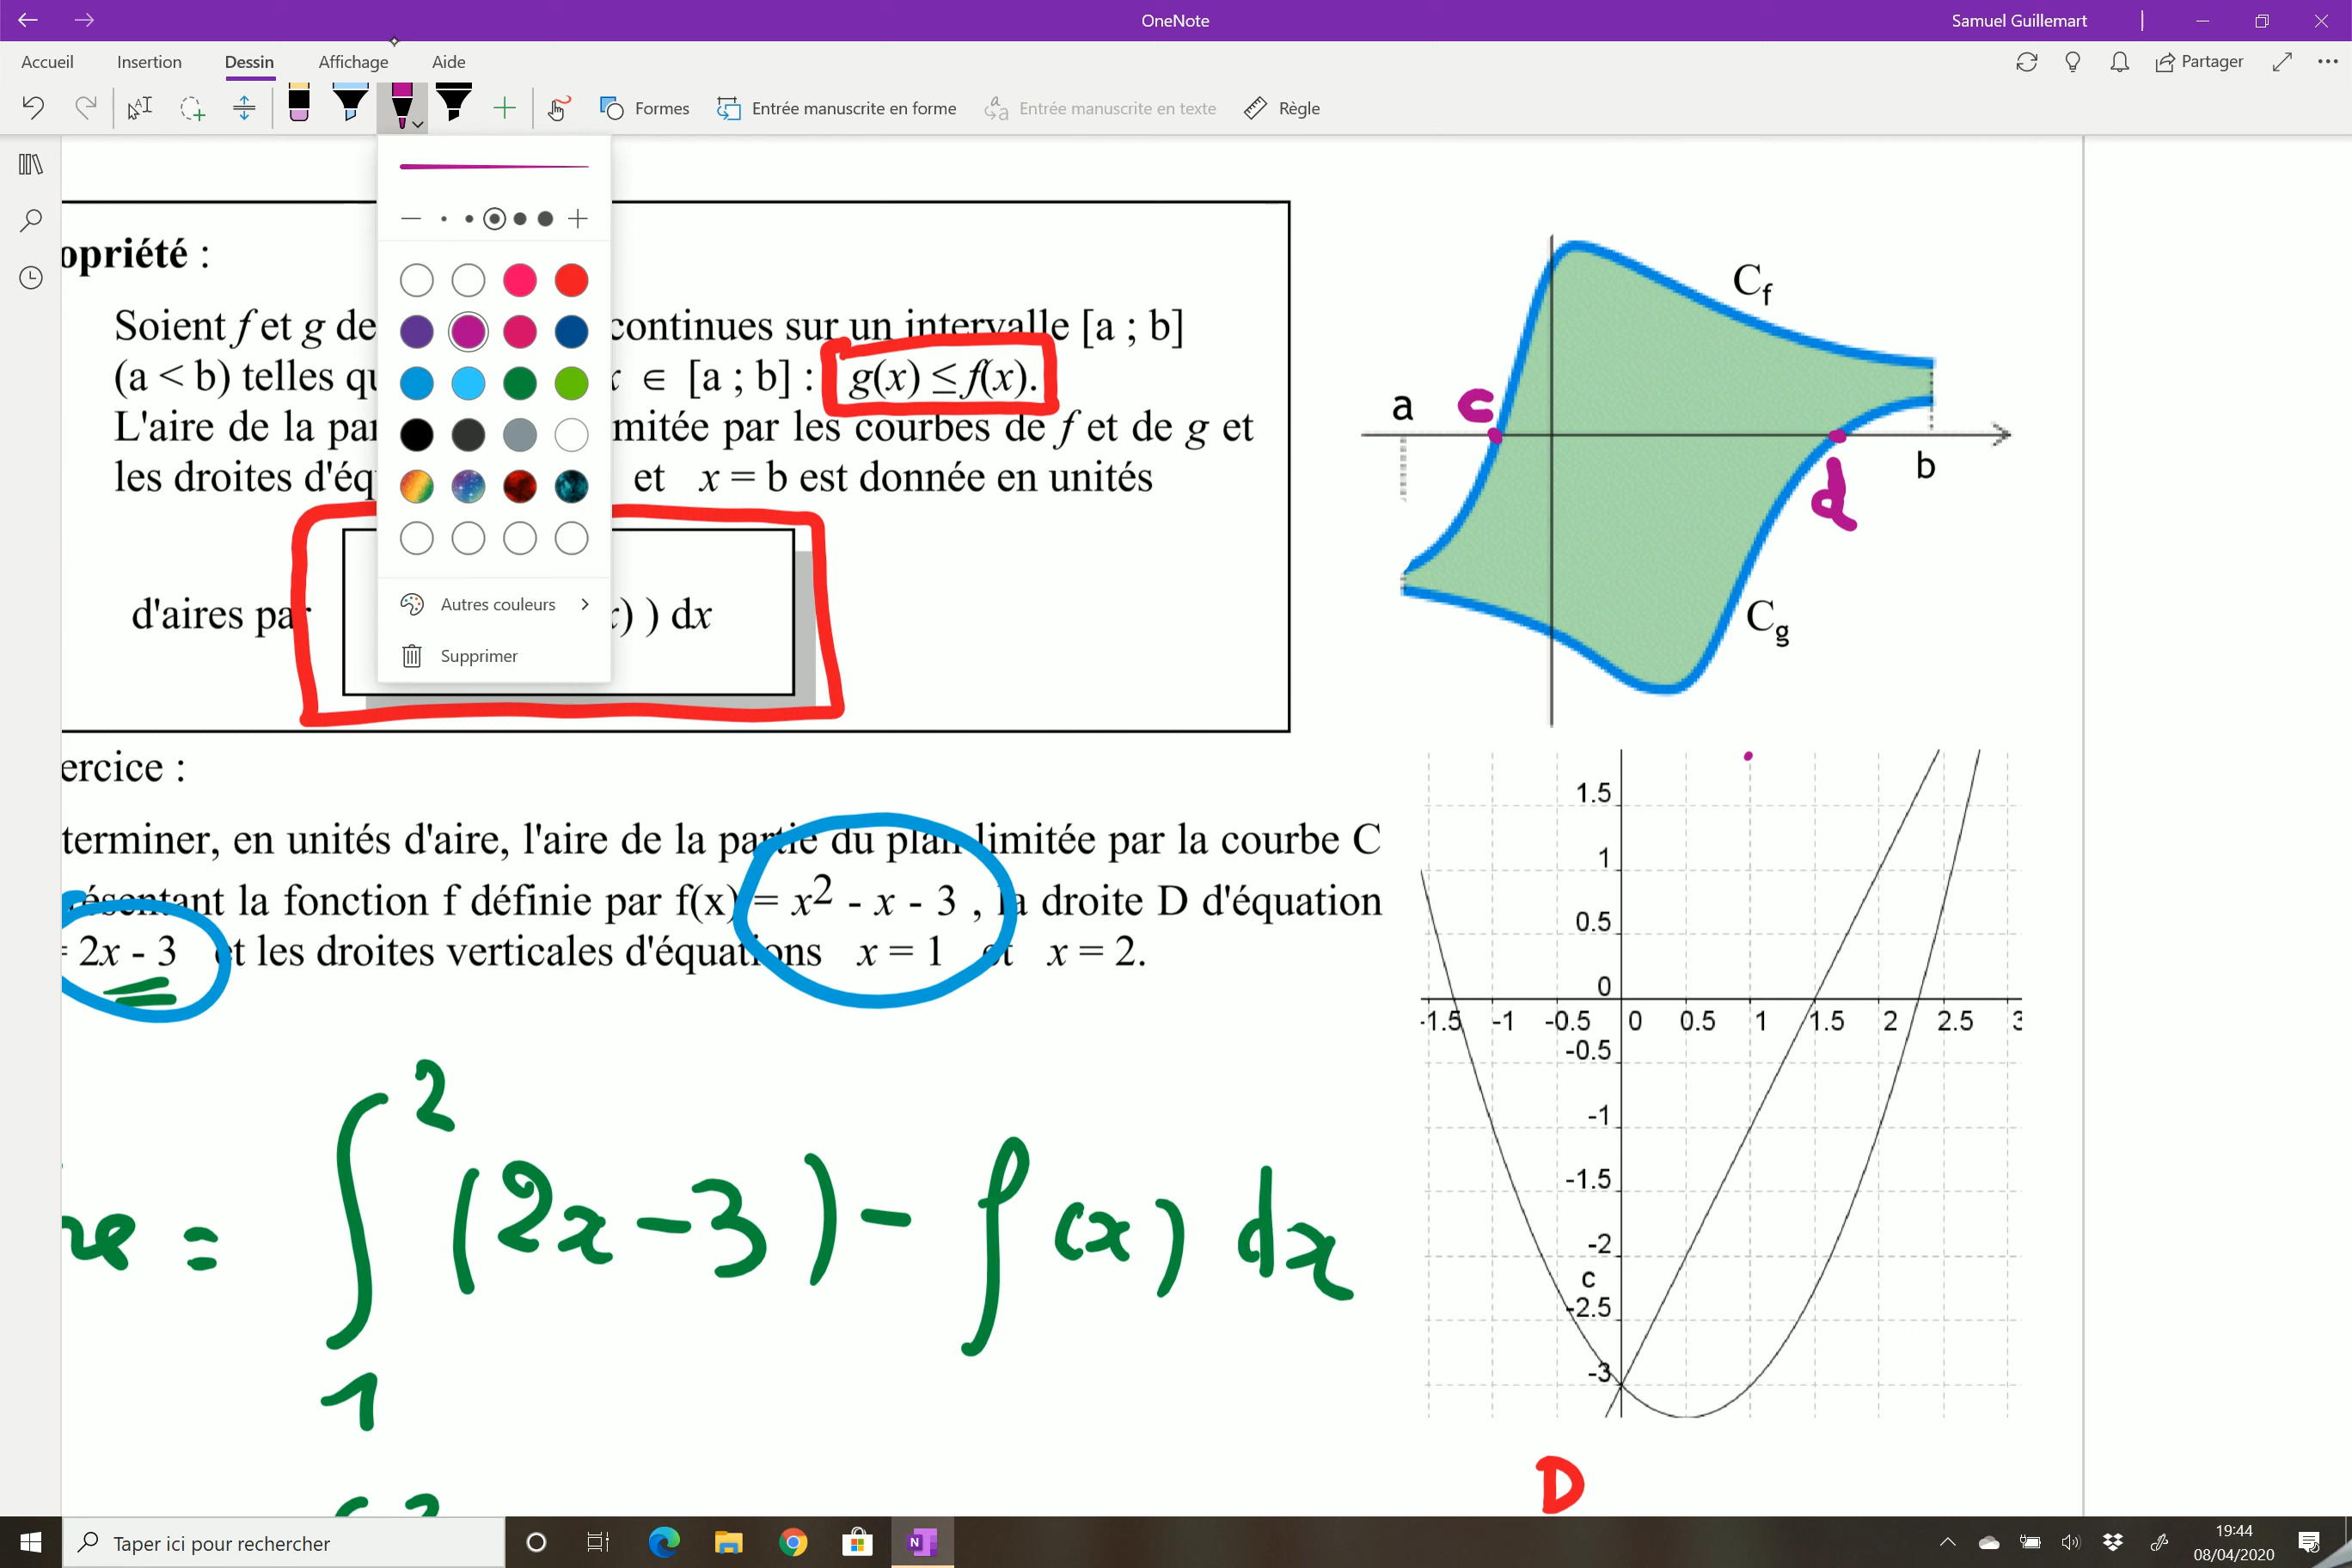 OneNote
Samuel Guillemart
Accueil Insertion Dessin Affichage Aide
Partager
Formes Entrée manuscrite en forme Entrée manuscrite en texte Règle
opriété :
Soient f et g de continues sur un intervalle [a ; b]
(a < b) telles qu x ∈ [a ; b] : g(x) ≤ f(x).
L'aire de la par mitée par les courbes de f et de g et
les droites d'éq et x = b est donnée en unités
d'aires par x) ) dx
Autres couleurs
Supprimer
Cf
a c
b
d
Cg
ercice :
terminer, en unités d'aire, l'aire de la partie du plan limitée par la courbe C
résentant la fonction f définie par f(x) = x² - x - 3 , la droite D d'équation
= 2x - 3 et les droites verticales d'équations x = 1 et x = 2.
1.5
1
0.5
0
-1.5 -1 -0.5 0 0.5 1 1.5 2 2.5 3
-0.5
-1
-1.5
-2
c
-2.5
-3
re = ∫₁² (2x-3) - f(x) dx
D
Taper ici pour rechercher
19:44
08/04/2020